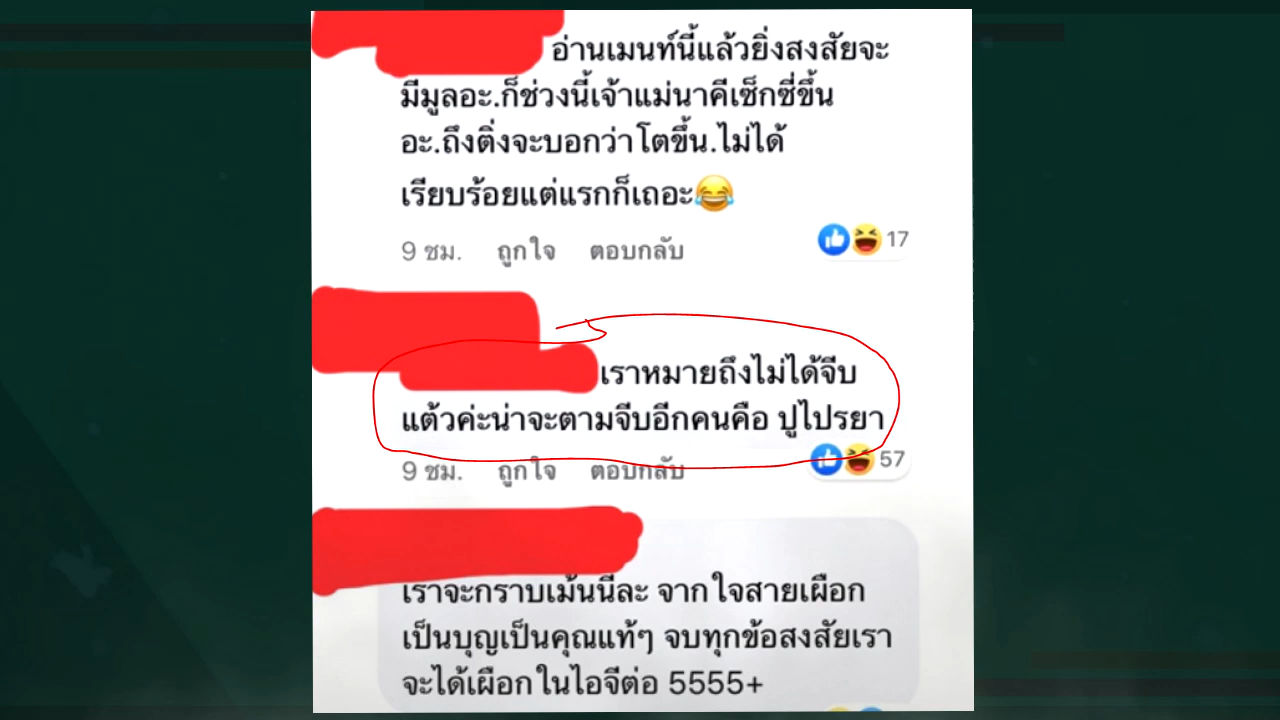 อ่านเมนท์นี้แล้วยิ่งสงสัยจะ
มีมูลอะ.ก็ช่วงนี้เจ้าแม่นาคีเซ็กซี่ขึ้น
อะ.ถึงติ่งจะบอกว่าโตขึ้น.ไม่ได้
เรียบร้อยแต่แรกก็เถอะ😂
9 ชม. ถูกใจ ตอบกลับ 17
เราหมายถึงไม่ได้จีบ
แต้วค่ะน่าจะตามจีบอีกคนคือ ปูไปรยา
9 ชม. ถูกใจ ตอบกลับ 57
เราจะกราบเม้นนี้ละ จากใจสายเผือก
เป็นบุญเป็นคุณแท้ๆ จบทุกข้อสงสัยเรา
จะได้เผือกในไอจีต่อ 5555+